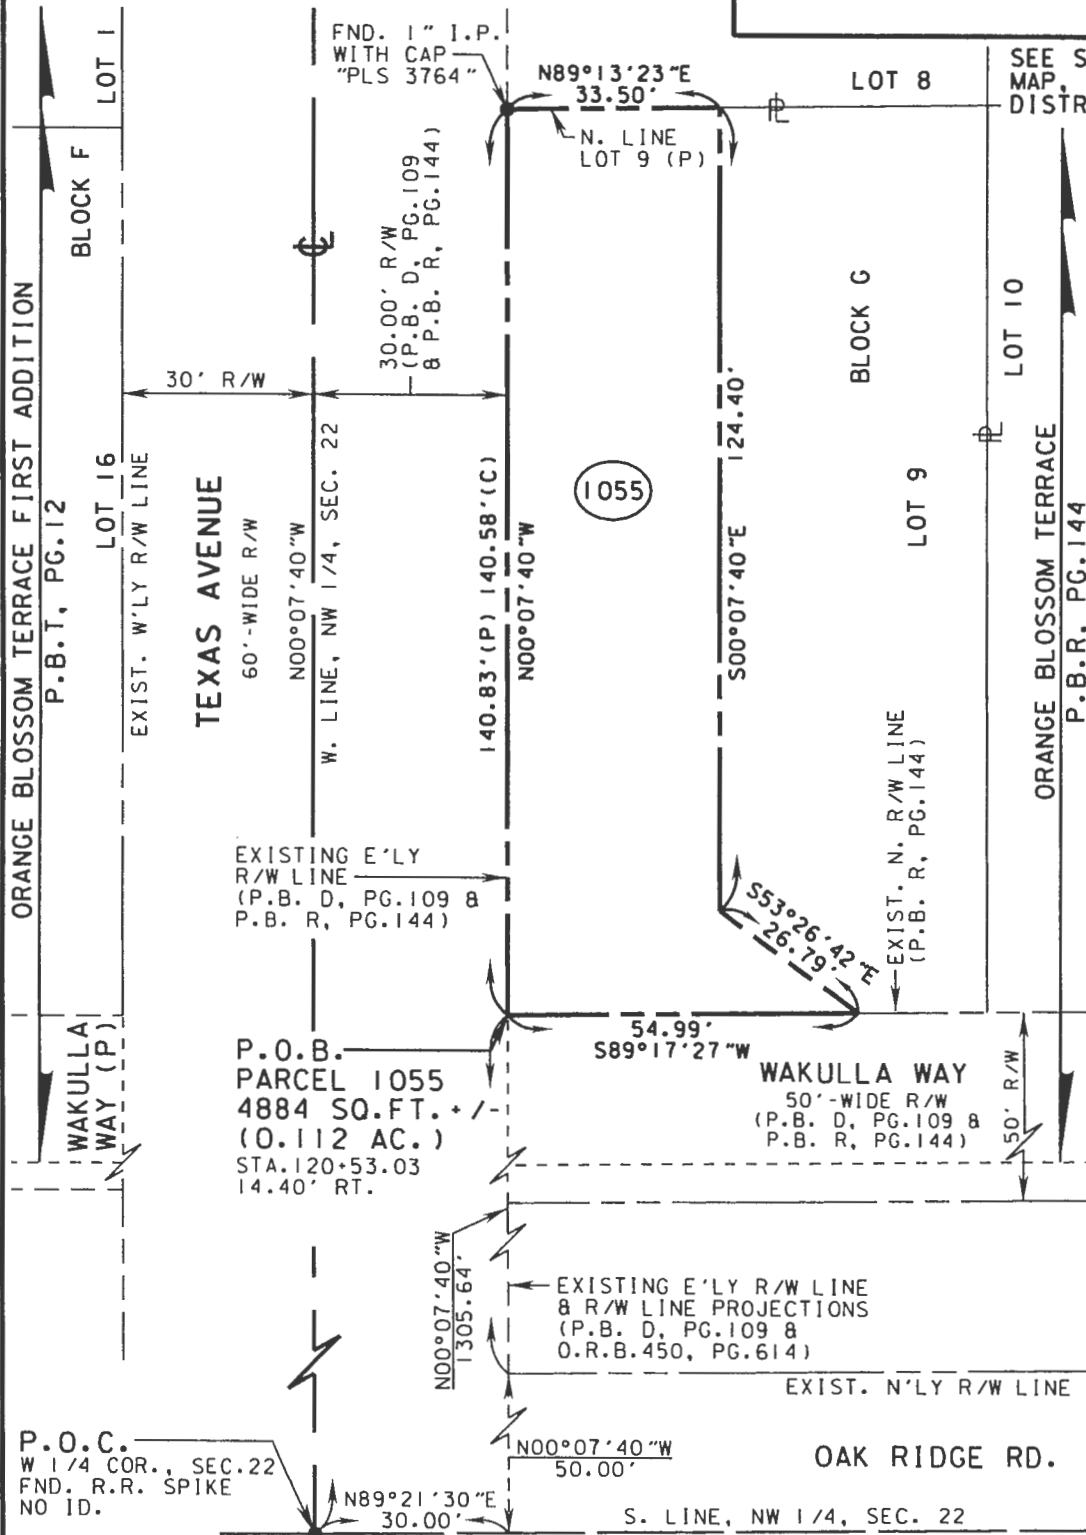 FND. 1" I.P.
WITH CAP
"PLS 3764"
N89°13'23"E
33.50'
N. LINE
LOT 9 (P)
LOT 8
SEE S
MAP,
DISTR
LOT 1
BLOCK F
ORANGE BLOSSOM TERRACE FIRST ADDITION
P.B.T, PG.12
LOT 16
EXIST. W'LY R/W LINE
30' R/W
30.00' R/W
(P.B. D, PG.109
& P.B. R, PG.144)
TEXAS AVENUE
60'-WIDE R/W
N00°07'40"W
W. LINE, NW 1/4, SEC. 22
140.83'(P) 140.58'(C)
N00°07'40"W
1055
124.40'
S00°07'40"E
BLOCK G
LOT 9
LOT 10
ORANGE BLOSSOM TERRACE
P.B.R, PG.144
EXISTING E'LY
R/W LINE
(P.B. D, PG.109 &
P.B. R, PG.144)
S53°26'42"E
26.79'
EXIST. N. R/W LINE
(P.B. R, PG.144)
54.99'
S89°17'27"W
WAKULLA
WAY (P)
P.O.B.
PARCEL 1055
4884 SQ.FT. +/-
(0.112 AC.)
STA.120+53.03
14.40' RT.
WAKULLA WAY
50'-WIDE R/W
(P.B. D, PG.109 &
P.B. R, PG.144)
50' R/W
N00°07'40"W
1305.64'
EXISTING E'LY R/W LINE
& R/W LINE PROJECTIONS
(P.B. D, PG.109 &
O.R.B.450, PG.614)
EXIST. N'LY R/W LINE
P.O.C.
W 1/4 COR., SEC.22
FND. R.R. SPIKE
NO ID.
N89°21'30"E
30.00'
N00°07'40"W
50.00'
OAK RIDGE RD.
S. LINE, NW 1/4, SEC. 22